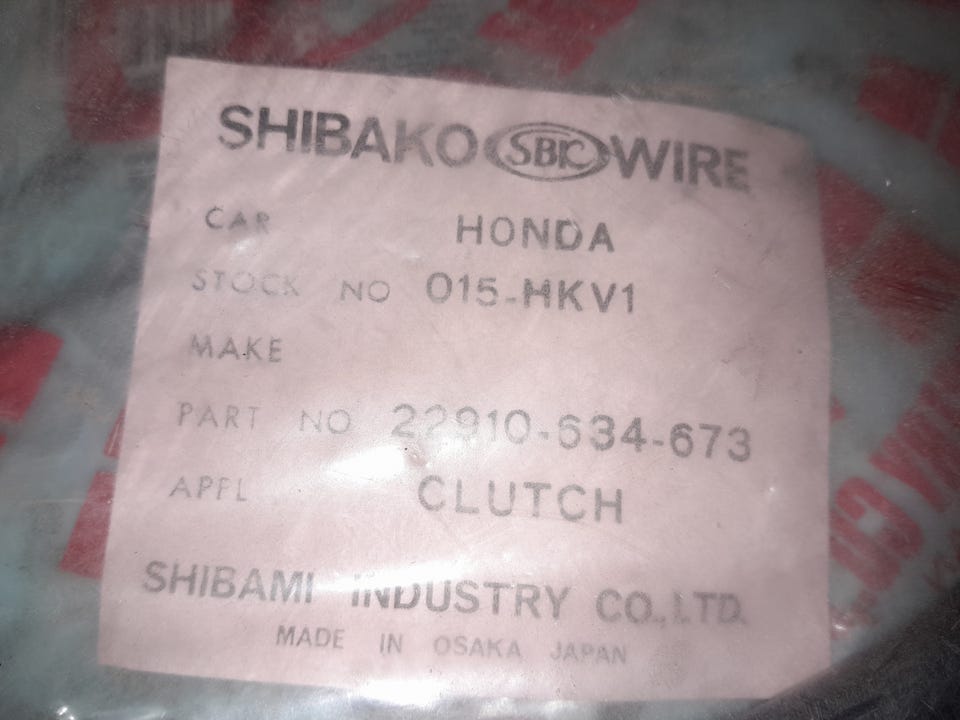 SHIBAKO SBK WIRE
CAR HONDA
STOCK NO 015-HKV1
MAKE
PART NO 22910-634-673
APPL CLUTCH
SHIBAMI INDUSTRY CO., LTD.
MADE IN OSAKA JAPAN